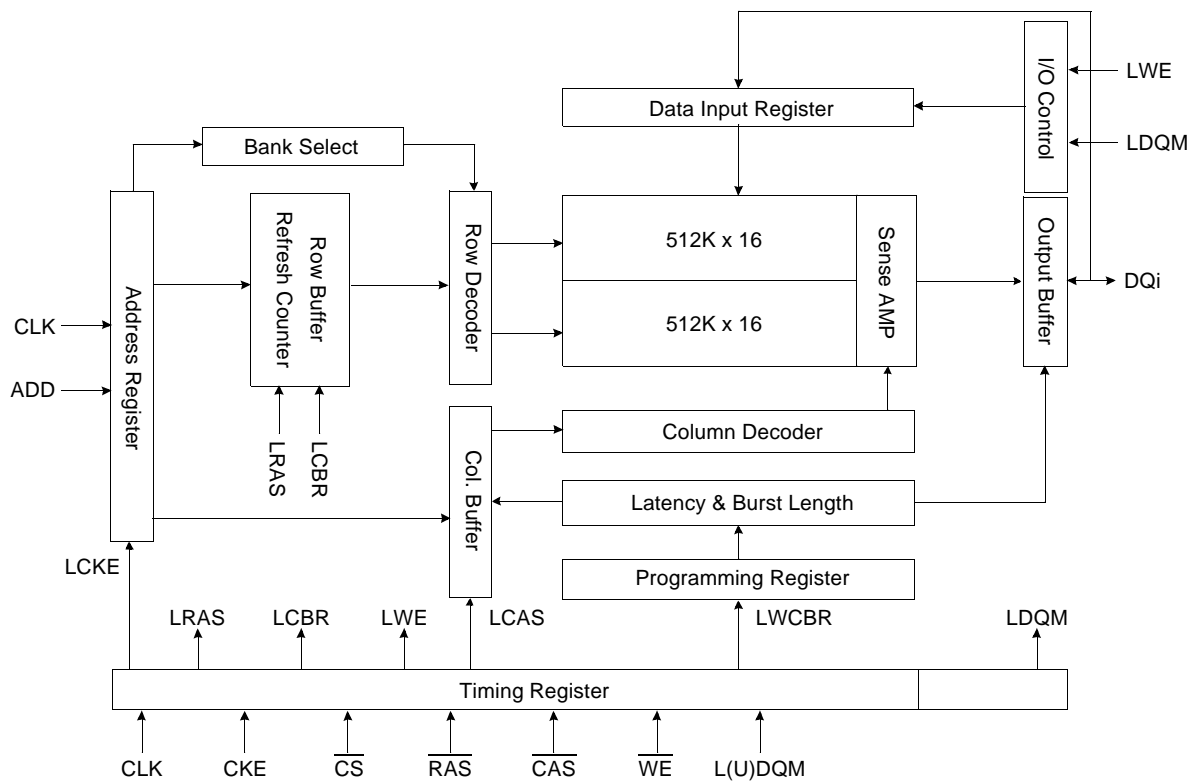 I/O Control
LWE
Data Input Register
Bank Select
LDQM
Address Register
Row Buffer
Refresh Counter
Row Decoder
512K x 16
Sense AMP
Output Buffer
DQi
CLK
512K x 16
ADD
LRAS
LCBR
Col. Buffer
Column Decoder
Latency & Burst Length
LCKE
Programming Register
LRAS
LCBR
LWE
LCAS
LWCBR
LDQM
Timing Register
CLK
CKE
CS
RAS
CAS
WE
L(U)DQM